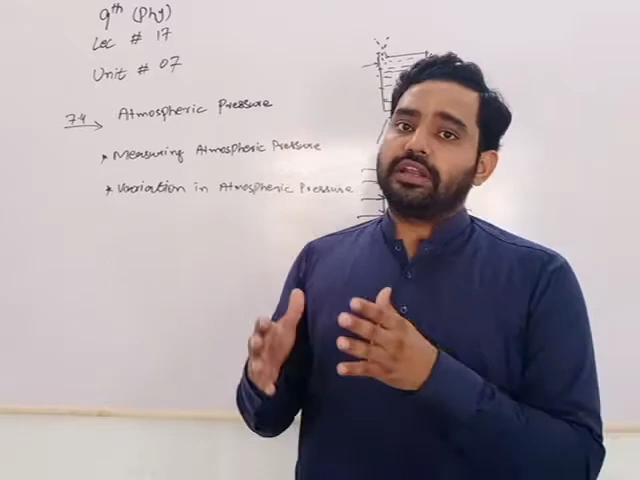 9th (Phy)
Lec # 17
Unit # 07
7.4 → Atmospheric Pressure
* Measuring Atmospheric Pressure
* Variation in Atmospheric Pressure